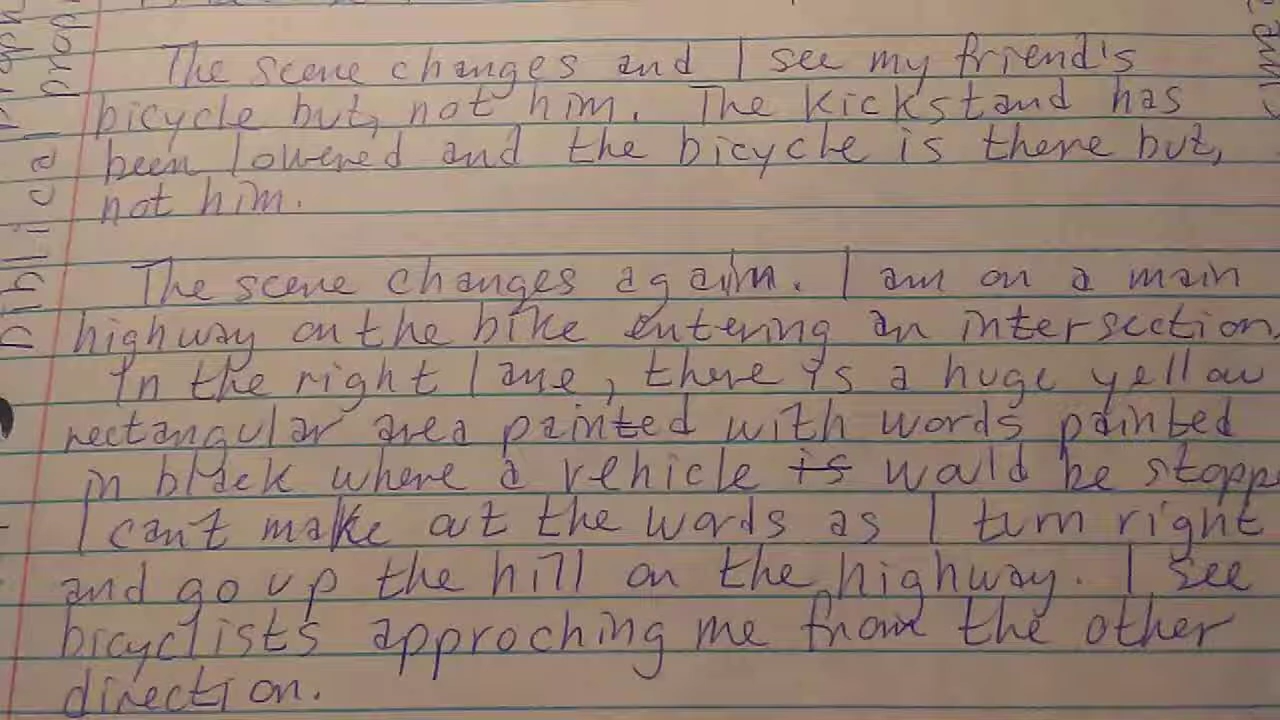 The scene changes and I see my friend's
bicycle but, not him. The kickstand has
been lowered and the bicycle is there but,
not him.
The scene changes again. I am on a main
highway on the bike entering an intersection.
In the right lane, there is a huge yellow
rectangular area painted with words painted
in black where a vehicle is would be stopp
I can't make out the words as I turn right
and go up the hill on the highway. I see
bicyclists approching me from the other
direction.